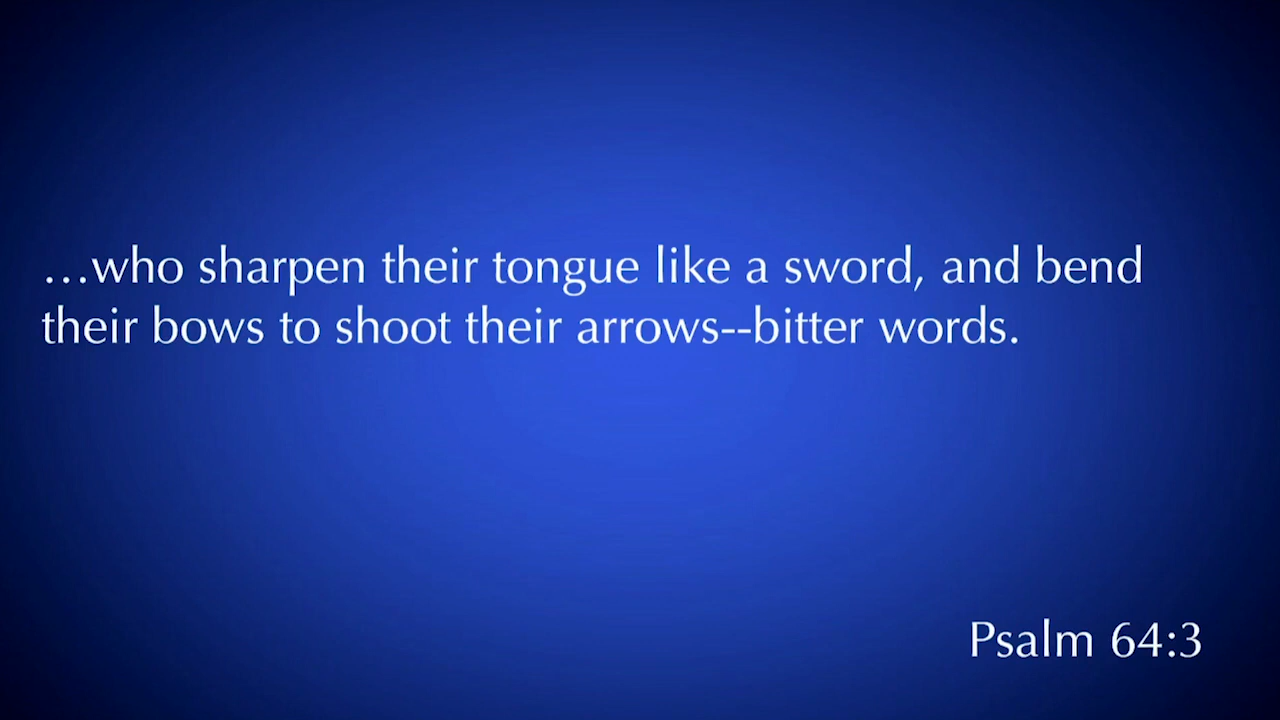 …who sharpen their tongue like a sword, and bend
their bows to shoot their arrows--bitter words.
Psalm 64:3